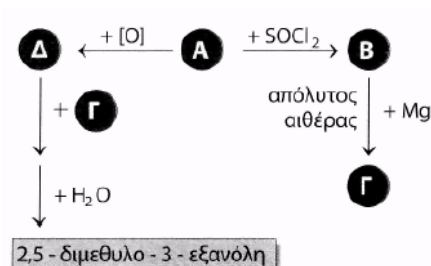 Δ + [O] A + SOCl₂ B
+ Γ
απόλυτος αιθέρας + Mg
Γ
+ H₂O
2,5 - διμεθυλο - 3 - εξανόλη